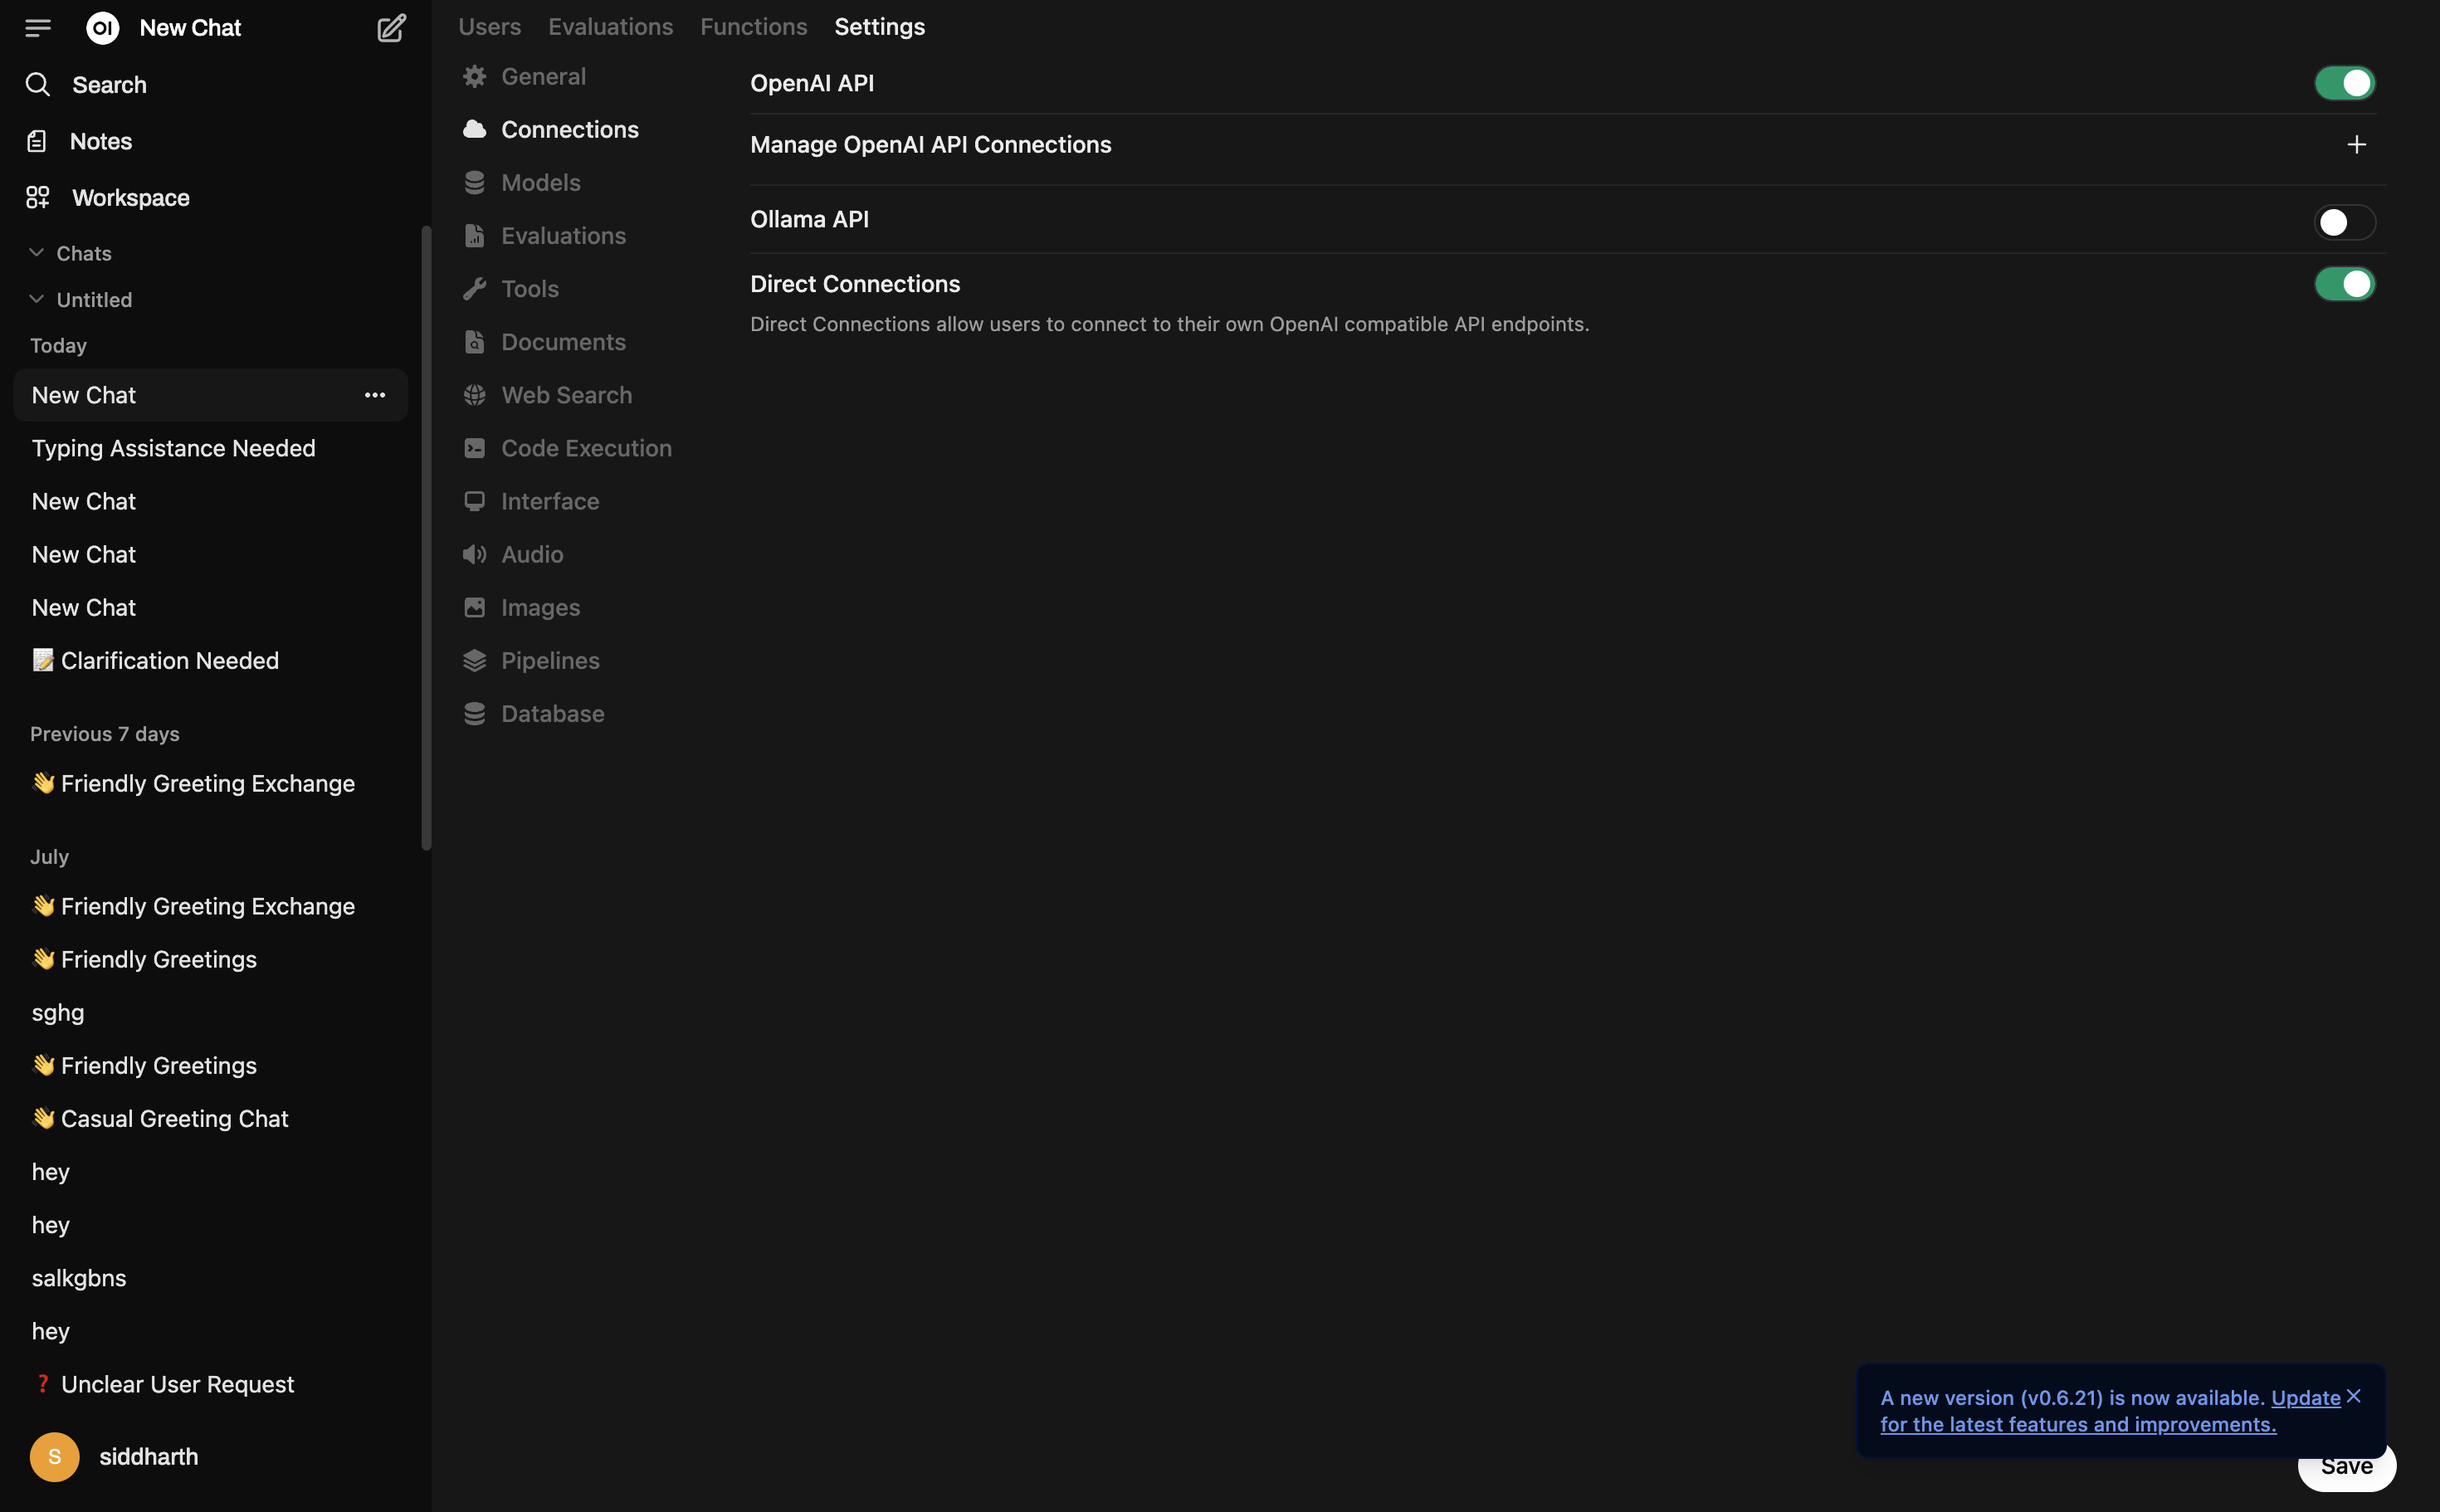 OI New Chat
Search
Notes
Workspace
Chats
Untitled
Today
New Chat
Typing Assistance Needed
New Chat
New Chat
New Chat
📝 Clarification Needed
Previous 7 days
👋 Friendly Greeting Exchange
July
👋 Friendly Greeting Exchange
👋 Friendly Greetings
sghg
👋 Friendly Greetings
👋 Casual Greeting Chat
hey
hey
salkgbns
hey
❓ Unclear User Request
S siddharth
Users Evaluations Functions Settings
General
Connections
Models
Evaluations
Tools
Documents
Web Search
Code Execution
Interface
Audio
Images
Pipelines
Database
OpenAI API
Manage OpenAI API Connections
Ollama API
Direct Connections
Direct Connections allow users to connect to their own OpenAI compatible API endpoints.
A new version (v0.6.21) is now available. Update
for the latest features and improvements.
Save